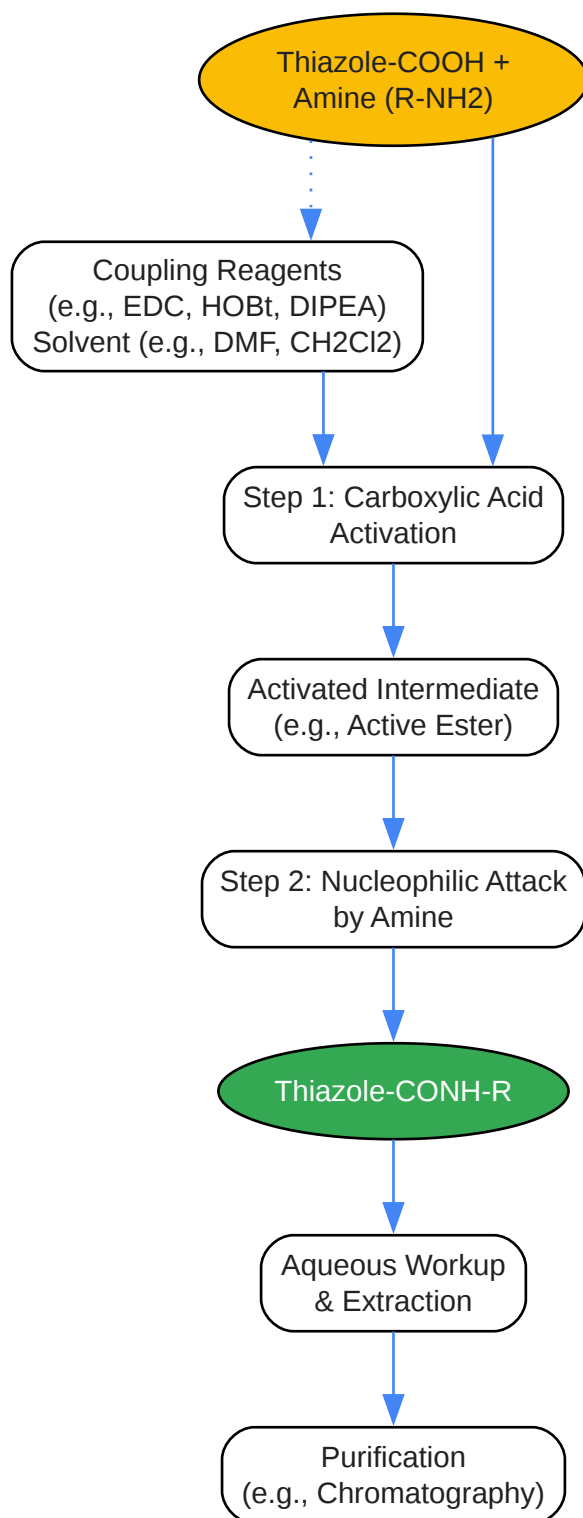 Thiazole-COOH +
Amine (R-NH2)
Coupling Reagents
(e.g., EDC, HOBt, DIPEA)
Solvent (e.g., DMF, CH2Cl2)
Step 1: Carboxylic Acid
Activation
Activated Intermediate
(e.g., Active Ester)
Step 2: Nucleophilic Attack
by Amine
Thiazole-CONH-R
Aqueous Workup
& Extraction
Purification
(e.g., Chromatography)